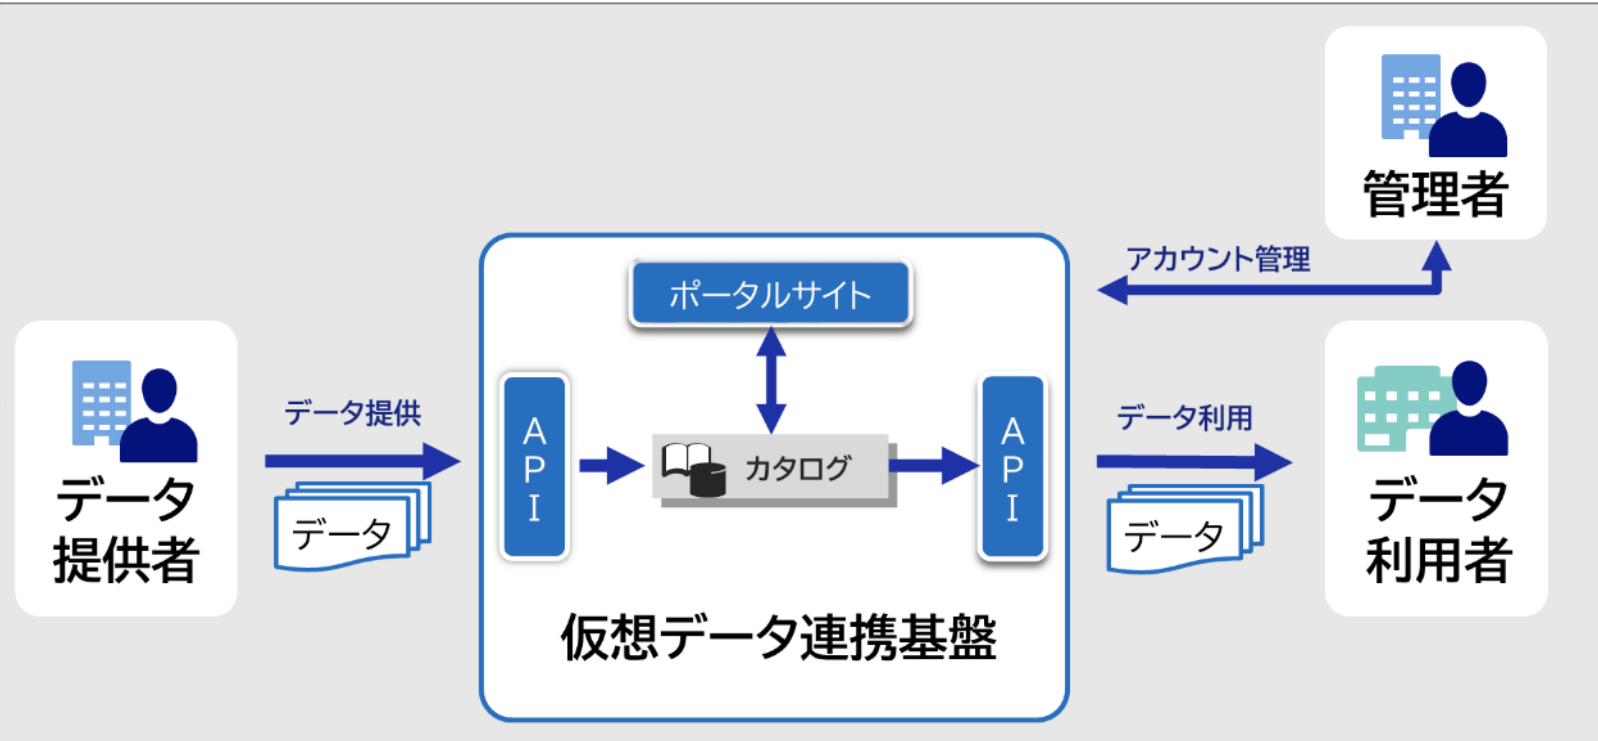 管理者
アカウント管理
ポータルサイト
データ
提供者
データ提供
データ
API
カタログ
API
仮想データ連携基盤
データ利用
データ
データ
利用者